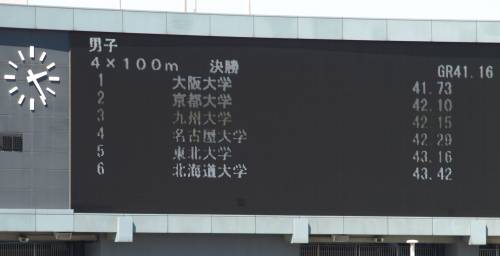 男子
4×100m 決勝 GR41.16
1 大阪大学 41.73
2 京都大学 42.10
3 九州大学 42.15
4 名古屋大学 42.29
5 東北大学 43.16
6 北海道大学 43.42